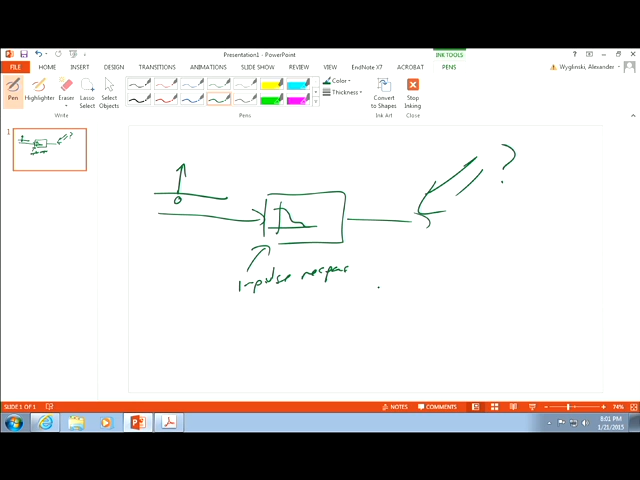 Presentation1 - PowerPoint
INK TOOLS
FILE
HOME
INSERT
DESIGN
TRANSITIONS
ANIMATIONS
SLIDE SHOW
REVIEW
VIEW
EndNote X7
ACROBAT
PENS
Wyglinski, Alexander
Pen
Highlighter
Eraser
Lasso Select
Select Objects
Color
Thickness
Convert to Shapes
Stop Inking
Write
Pens
Ink Art
Close
1
0
?
impulse
SLIDE 1 OF 1
NOTES
COMMENTS
74%
8:01 PM
1/21/2015